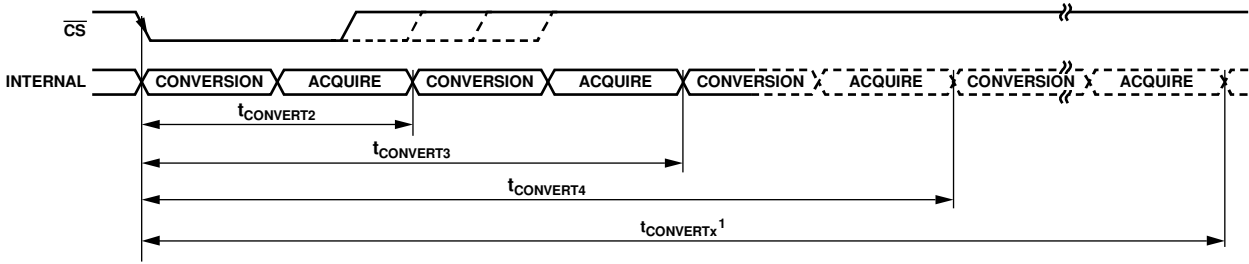 CS
INTERNAL CONVERSION ACQUIRE CONVERSION ACQUIRE CONVERSION ACQUIRE CONVERSION ACQUIRE
tCONVERT2
tCONVERT3
tCONVERT4
tCONVERTx1